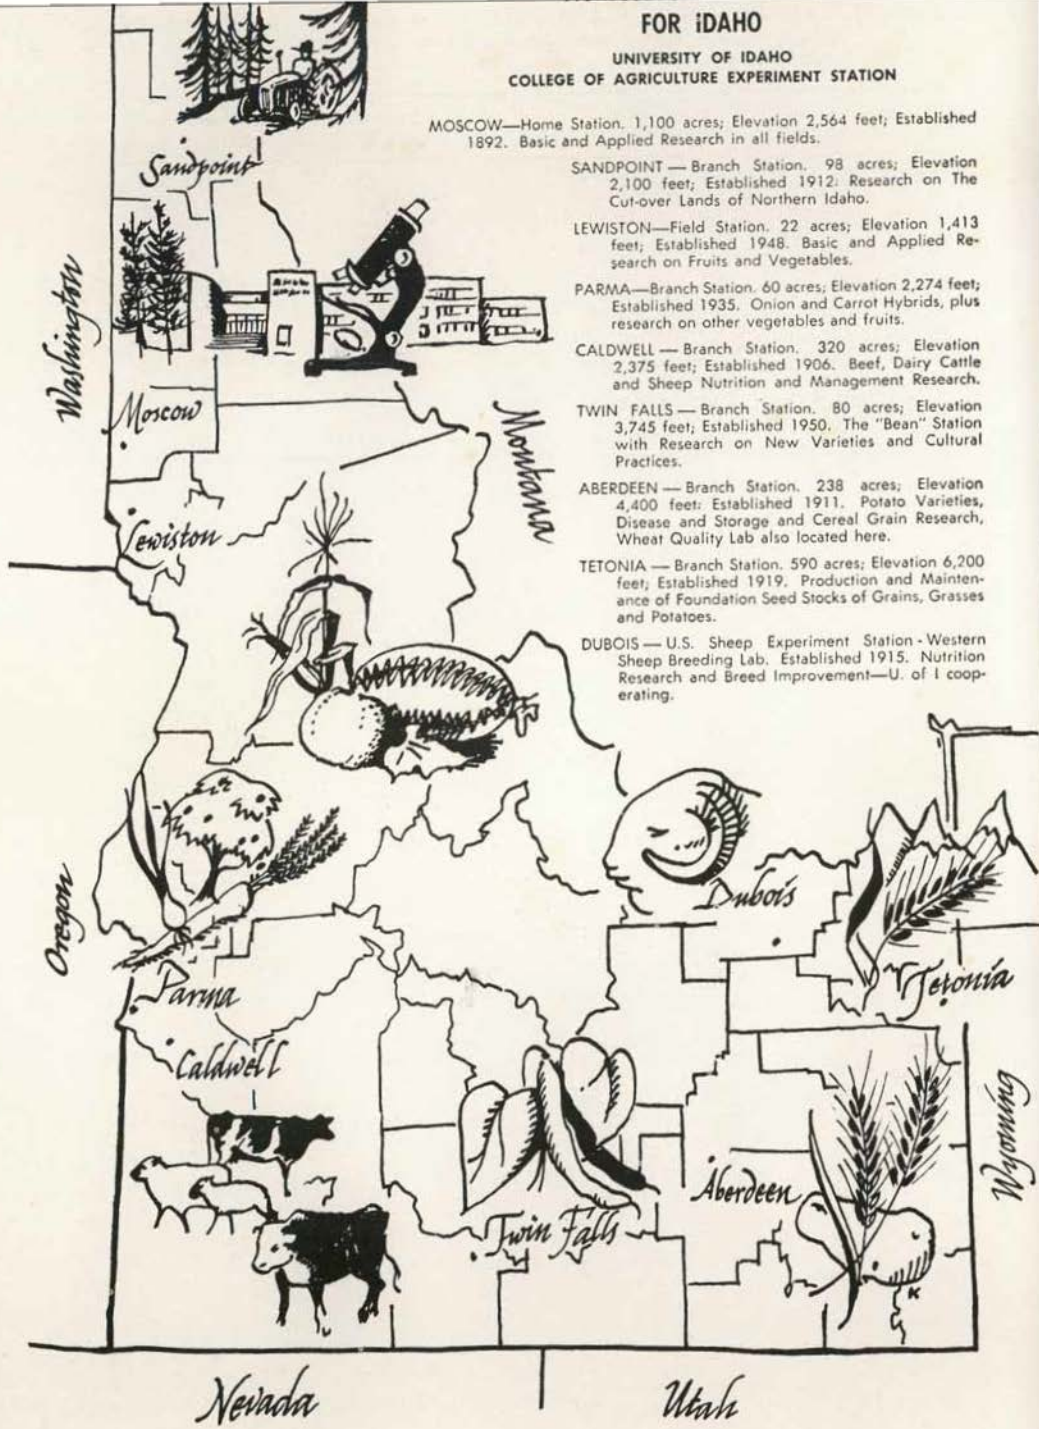 FOR iDAHO
UNIVERSITY OF IDAHO
COLLEGE OF AGRICULTURE EXPERIMENT STATION
MOSCOW—Home Station. 1,100 acres; Elevation 2,564 feet; Established
1892. Basic and Applied Research in all fields.
SANDPOINT — Branch Station. 98 acres; Elevation
2,100 feet; Established 1912: Research on The
Cut-over Lands of Northern Idaho.
LEWISTON—Field Station. 22 acres; Elevation 1,413
feet; Established 1948. Basic and Applied Re-
search on Fruits and Vegetables.
PARMA—Branch Station. 60 acres; Elevation 2,274 feet;
Established 1935. Onion and Carrot Hybrids, plus
research on other vegetables and fruits.
CALDWELL — Branch Station. 320 acres; Elevation
2,375 feet; Established 1906. Beef, Dairy Cattle
and Sheep Nutrition and Management Research.
TWIN FALLS — Branch Station. 80 acres; Elevation
3,745 feet; Established 1950. The "Bean" Station
with Research on New Varieties and Cultural
Practices.
ABERDEEN — Branch Station. 238 acres; Elevation
4,400 feet: Established 1911. Potato Varieties,
Disease and Storage and Cereal Grain Research,
Wheat Quality Lab also located here.
TETONIA — Branch Station. 590 acres; Elevation 6,200
feet; Established 1919. Production and Mainten-
ance of Foundation Seed Stocks of Grains, Grasses
and Potatoes.
DUBOIS — U.S. Sheep Experiment Station - Western
Sheep Breeding Lab. Established 1915. Nutrition
Research and Breed Improvement—U. of I coop-
erating.
Sandpoint
Washington
Moscow
Montana
Lewiston
Oregon
Dubois
Parma
Tetonia
Caldwell
Wyoming
Aberdeen
Twin Falls
K
Nevada
Utah